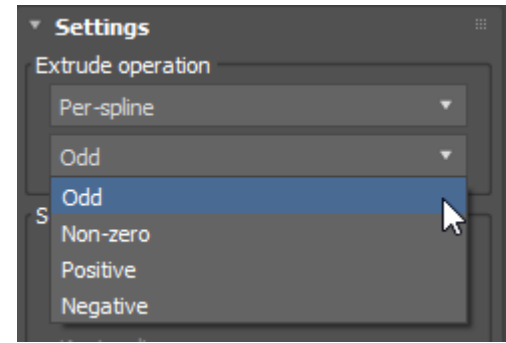 Settings
Extrude operation
Per-spline
Odd
Odd
S
Non-zero
Positive
Negative